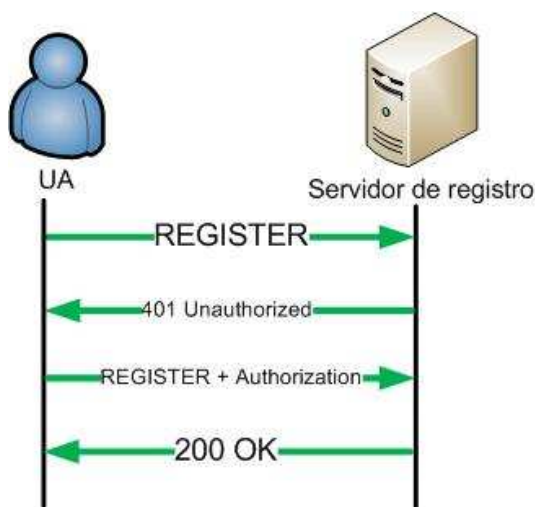 UA
Servidor de registro
REGISTER
401 Unauthorized
REGISTER + Authorization
200 OK